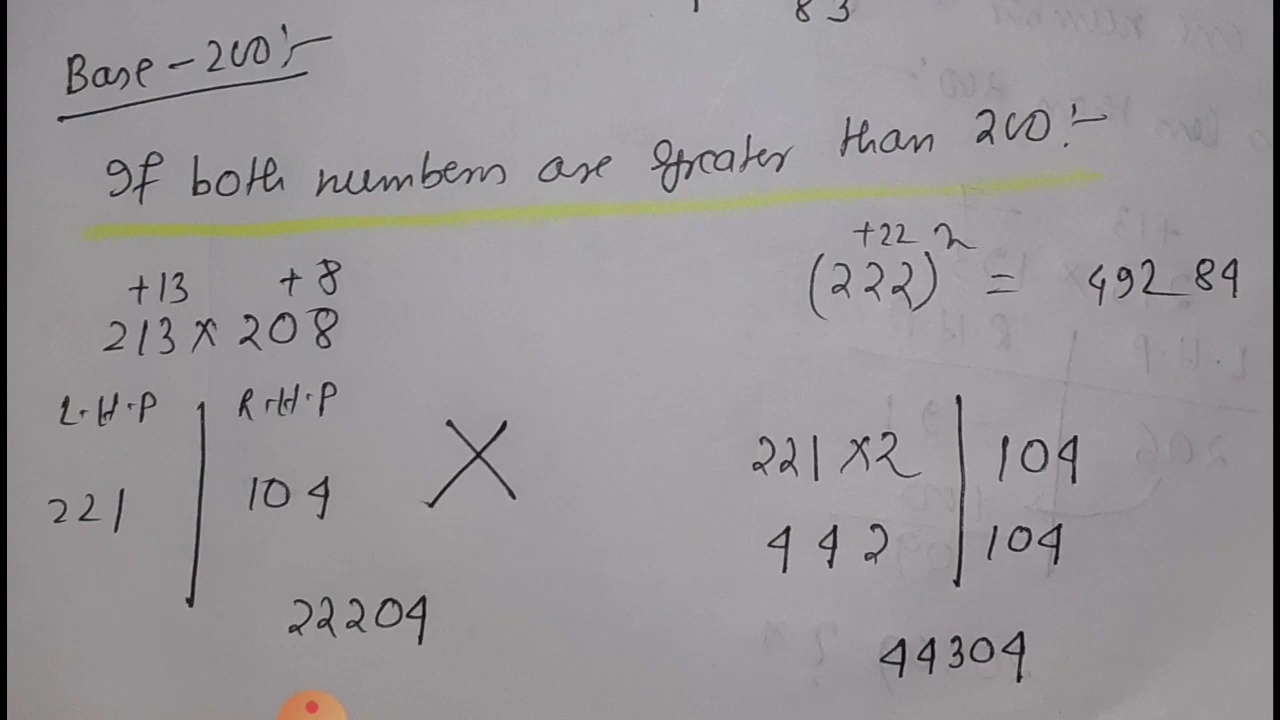 83
Base - 200:-
If both numbers are greater than 200:-
+13 +8
213 x 208
L.H.P | R.H.P
221 | 104
22204
+22
(222)² = 49284
221 x2 | 104
442 | 104
44304